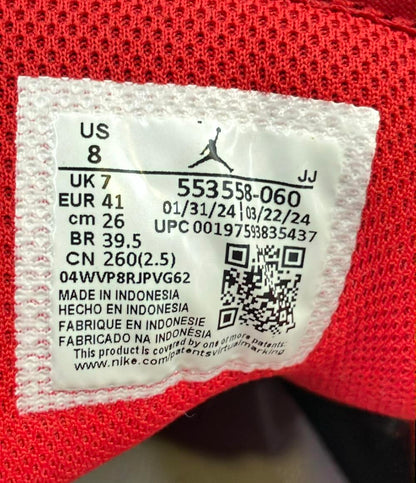 US
8
JJ
UK 7
553558-060
EUR 41
01/31/24 | 03/22/24
cm 26
UPC 00197593835437
BR 39.5
CN 260(2.5)
04WVP8RJPVG62
MADE IN INDONESIA
HECHO EN INDONESIA
FABRIQUE EN INDONESIE
FABRICADO NA INDONÉSIA
This product is covered by one or more patents
www.nike.com/patentsvirtualmarking